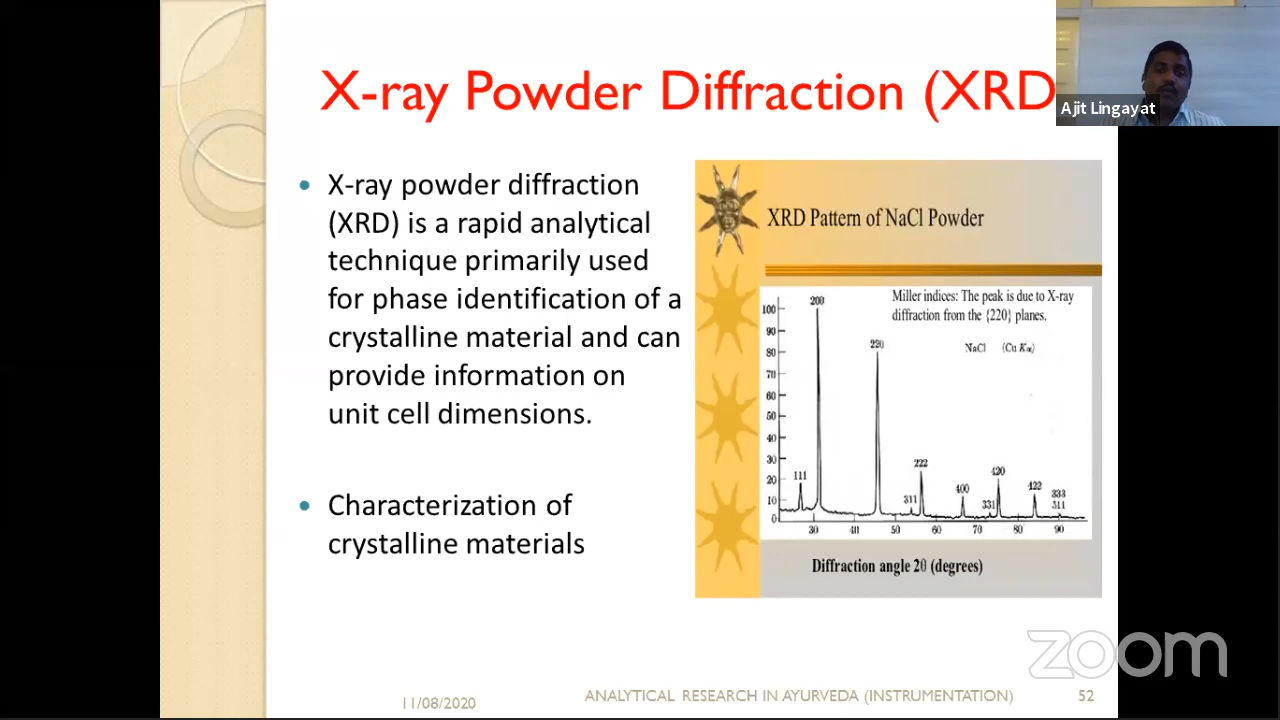 X-ray Powder Diffraction (XRD
Ajit Lingayat
• X-ray powder diffraction
(XRD) is a rapid analytical
technique primarily used
for phase identification of a
crystalline material and can
provide information on
unit cell dimensions.
• Characterization of
crystalline materials
XRD Pattern of NaCl Powder
Miller indices: The peak is due to X-ray
diffraction from the {220} planes.
NaCl (Cu Kα)
100
90
80
70
60
50
40
30
20
10
0
111
200
220
311
222
400
331
420
422
333
511
30 40 50 60 70 80 90
Diffraction angle 2θ (degrees)
zoom
11/08/2020
ANALYTICAL RESEARCH IN AYURVEDA (INSTRUMENTATION)
52